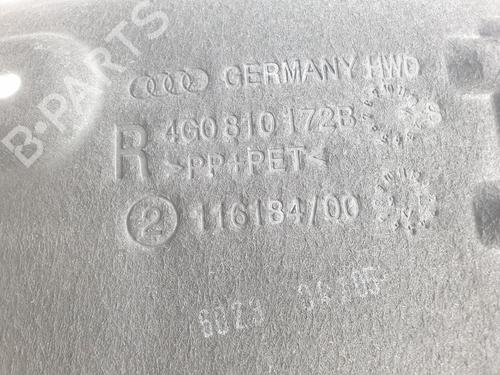 B-PARTS
GERMANY HWD
R 4G0 810 172B
>PP+PET<
2 116184/00